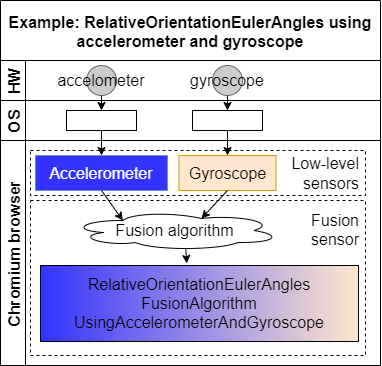 Example: RelativeOrientationEulerAngles using
accelerometer and gyroscope
HW
accelometer
gyroscope
OS
Chromium browser
Accelerometer
Gyroscope
Low-level
sensors
Fusion algorithm
Fusion
sensor
RelativeOrientationEulerAngles
FusionAlgorithm
UsingAccelerometerAndGyroscope